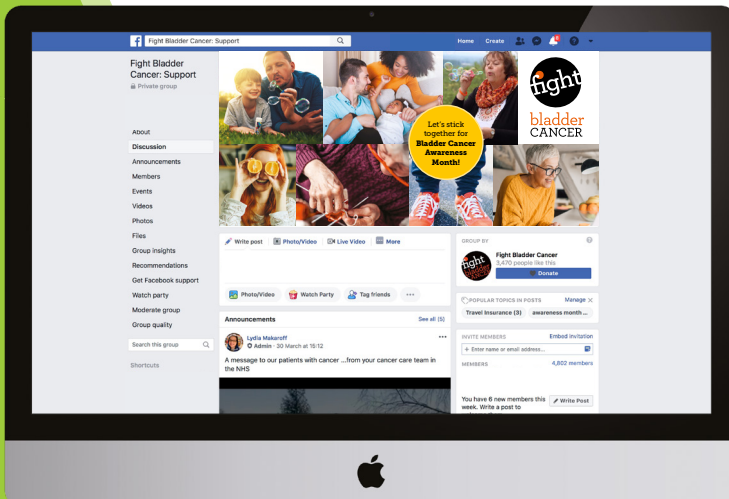 Fight Bladder Cancer: Support
Home Create
Fight Bladder
Cancer: Support
Private group
About
Discussion
Announcements
Members
Events
Videos
Photos
Files
Group insights
Recommendations
Get Facebook support
Watch party
Moderate group
Group quality
Search this group
Shortcuts
Let's stick
together for
Bladder Cancer
Awareness
Month!
fight
bladder
CANCER
Write post Photo/Video Live Video More
Photo/Video Watch Party Tag friends
Announcements See all (5)
Lydia Makaroff
Admin · 30 March at 15:12
A message to our patients with cancer ...from your cancer care team in
the NHS
GROUP BY
fight
bladder
CANCER
Fight Bladder Cancer
3,470 people like this
Donate
POPULAR TOPICS IN POSTS Manage
Travel Insurance (3) awareness month ...
INVITE MEMBERS Embed invitation
+ Enter name or email address...
MEMBERS 4,802 members
You have 6 new members this
week. Write a post to
Write Post